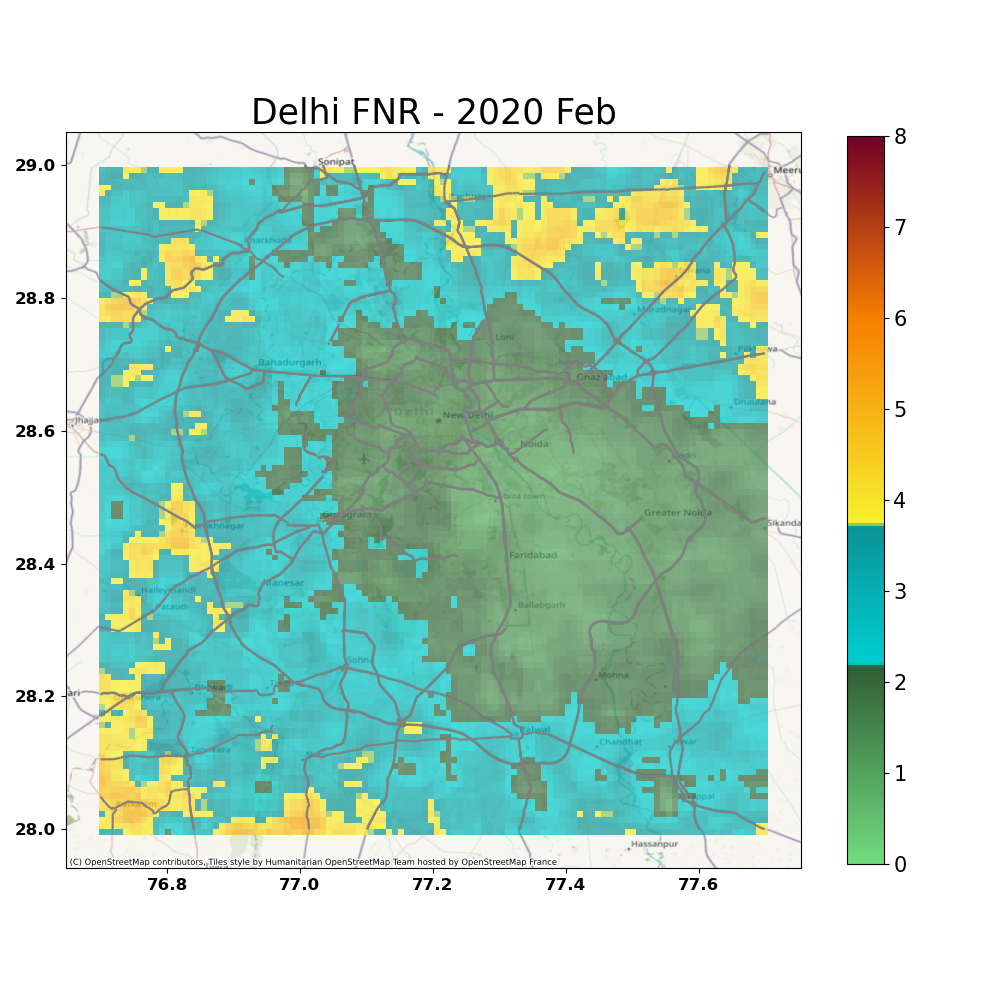 Delhi FNR - 2020 Feb
8
7
6
5
4
3
2
1
0
29.0
28.8
28.6
28.4
28.2
28.0
76.8
77.0
77.2
77.4
77.6
Sonipat
Kharkhoda
Muradnagar
Loni
Bahadurgarh
Dhaulana
Delhi
New Delhi
Noida
Greater Noida
Faridabad
Ballabgarh
Manesar
Haileymandi
Pataudi
Sohna
Mohna
Bhiwadi
Palwal
Chandhat
Hassanpur
(C) OpenStreetMap contributors, Tiles style by Humanitarian OpenStreetMap Team hosted by OpenStreetMap France